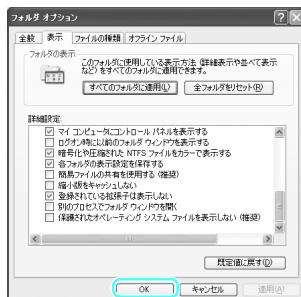 フォルダ オプション
全般 表示 ファイルの種類 オフライン ファイル
フォルダの表示
このフォルダに使用している表示方法 (詳細表示や並べて表示
など) をすべてのフォルダに適用できます。
すべてのフォルダに適用(L) 全フォルダをリセット(R)
詳細設定:
マイ コンピュータにコントロール パネルを表示する
ログオン時に以前のフォルダ ウィンドウを表示する
暗号化や圧縮された NTFS ファイルをカラーで表示する
各フォルダの表示設定を保存する
簡易ファイルの共有を使用する (推奨)
縮小版をキャッシュしない
登録されている拡張子は表示しない
別のプロセスでフォルダ ウィンドウを開く
保護されたオペレーティング システム ファイルを表示しない (推奨)
既定値に戻す(D)
OK キャンセル 適用(A)